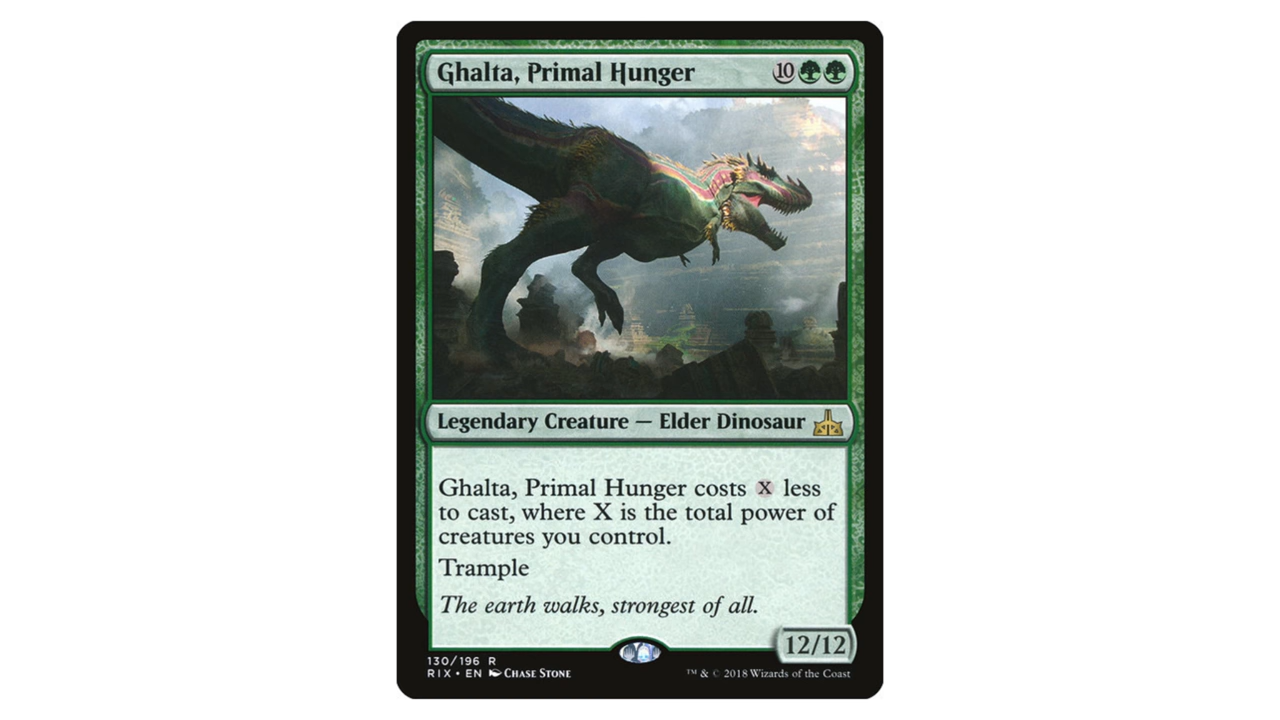 Ghalta, Primal Hunger 10
Legendary Creature — Elder Dinosaur
Ghalta, Primal Hunger costs X less
to cast, where X is the total power of
creatures you control.
Trample
The earth walks, strongest of all.
12/12
130/196 R
RIX • EN Chase Stone
™ & © 2018 Wizards of the Coast